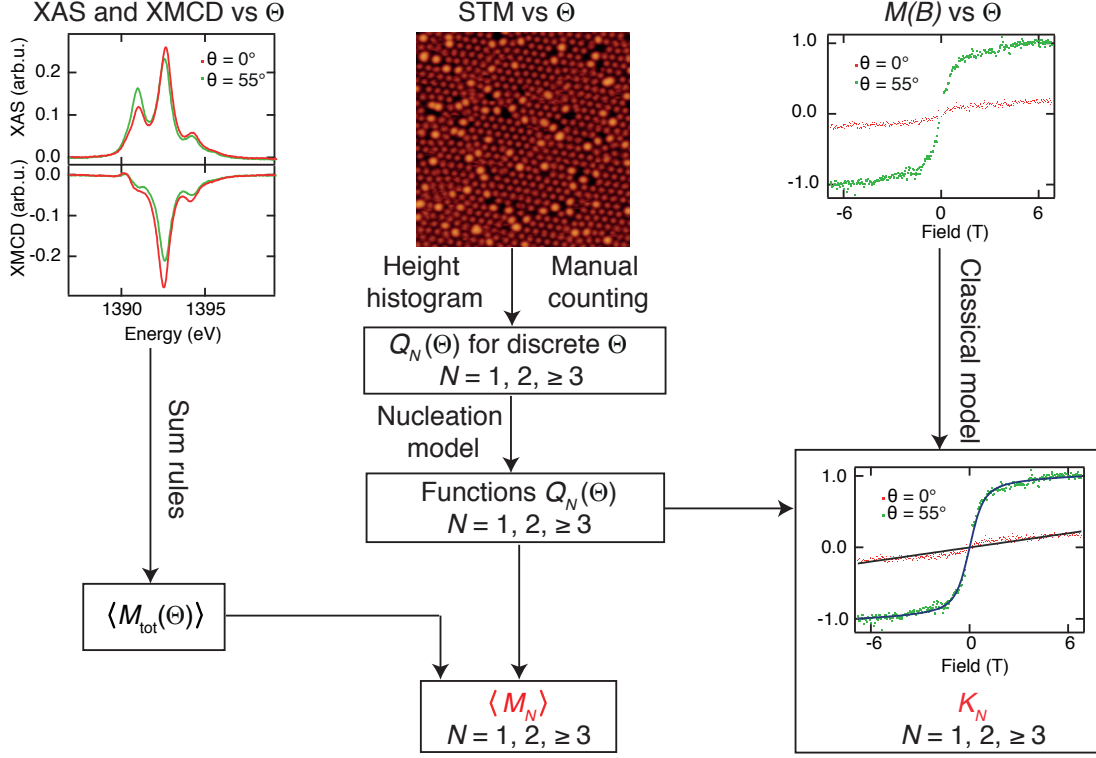 XAS and XMCD vs Θ
XAS (arb.u.)
0.2
0.1
0.0
θ = 0°
θ = 55°
XMCD (arb.u.)
0.0
-0.1
-0.2
1390
1395
Energy (eV)
Sum rules
⟨M_tot(Θ)⟩
STM vs Θ
Height
histogram
Manual
counting
Q_N(Θ) for discrete Θ
N = 1, 2, ≥ 3
Nucleation
model
Functions Q_N(Θ)
N = 1, 2, ≥ 3
⟨M_N⟩
N = 1, 2, ≥ 3
M(B) vs Θ
1.0
0.0
-1.0
θ = 0°
θ = 55°
-6
0
6
Field (T)
Classical model
1.0
0.0
-1.0
θ = 0°
θ = 55°
-6
0
6
Field (T)
K_N
N = 1, 2, ≥ 3